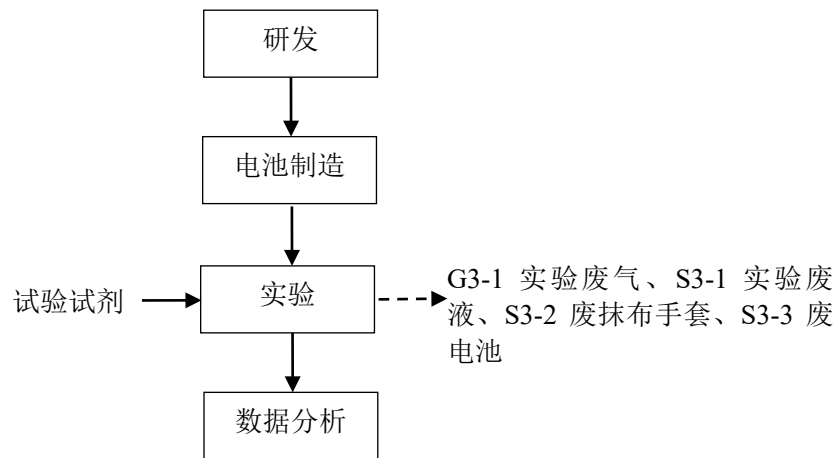 研发
电池制造
试验试剂
实验
G3-1 实验废气、S3-1 实验废
液、S3-2 废抹布手套、S3-3 废
电池
数据分析